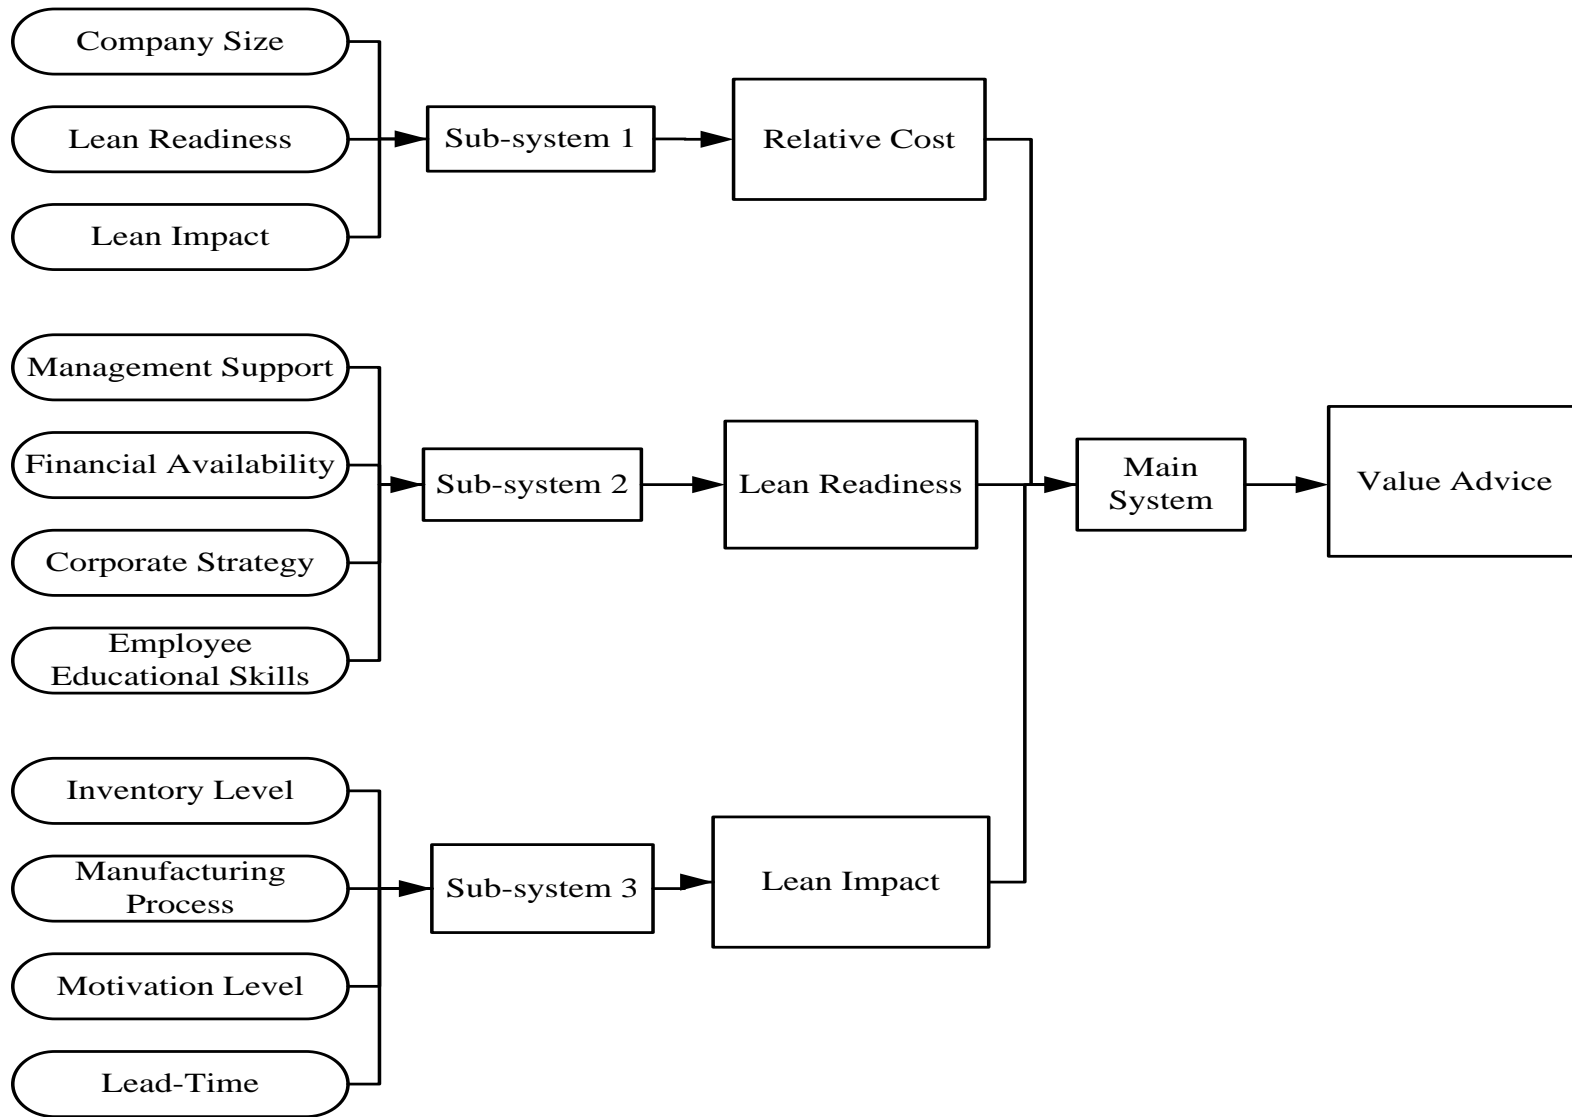 Company Size
Lean Readiness
Lean Impact
Sub-system 1
Relative Cost
Management Support
Financial Availability
Corporate Strategy
Employee
Educational Skills
Sub-system 2
Lean Readiness
Inventory Level
Manufacturing
Process
Motivation Level
Lead-Time
Sub-system 3
Lean Impact
Main
System
Value Advice